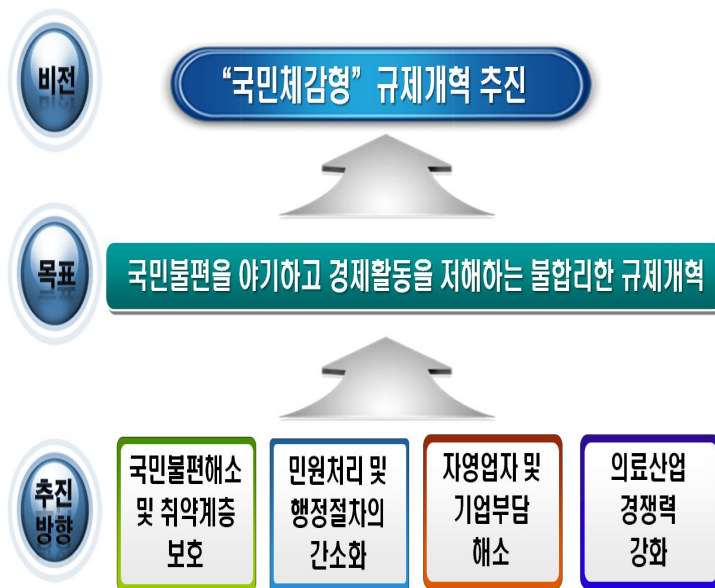 비전
“국민체감형” 규제개혁 추진
목표
국민불편을 야기하고 경제활동을 저해하는 불합리한 규제개혁
추진
방향
국민불편해소
및 취약계층
보호
민원처리 및
행정절차의
간소화
자영업자 및
기업부담
해소
의료산업
경쟁력
강화